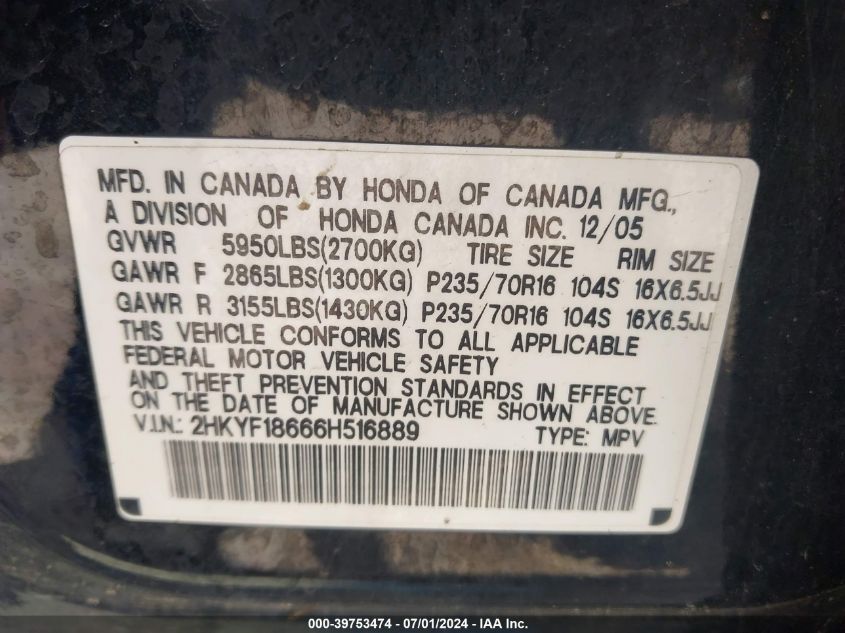 MFD. IN CANADA BY HONDA OF CANADA MFG.,
A DIVISION OF HONDA CANADA INC. 12/05
GVWR 5950LBS(2700KG) TIRE SIZE RIM SIZE
GAWR F 2865LBS(1300KG) P235/70R16 104S 16X6.5JJ
GAWR R 3155LBS(1430KG) P235/70R16 104S 16X6.5JJ
THIS VEHICLE CONFORMS TO ALL APPLICABLE
FEDERAL MOTOR VEHICLE SAFETY
AND THEFT PREVENTION STANDARDS IN EFFECT
ON THE DATE OF MANUFACTURE SHOWN ABOVE.
V.I.N.: 2HKYF18666H516889 TYPE: MPV
000-39753474 - 07/01/2024 - IAA Inc.